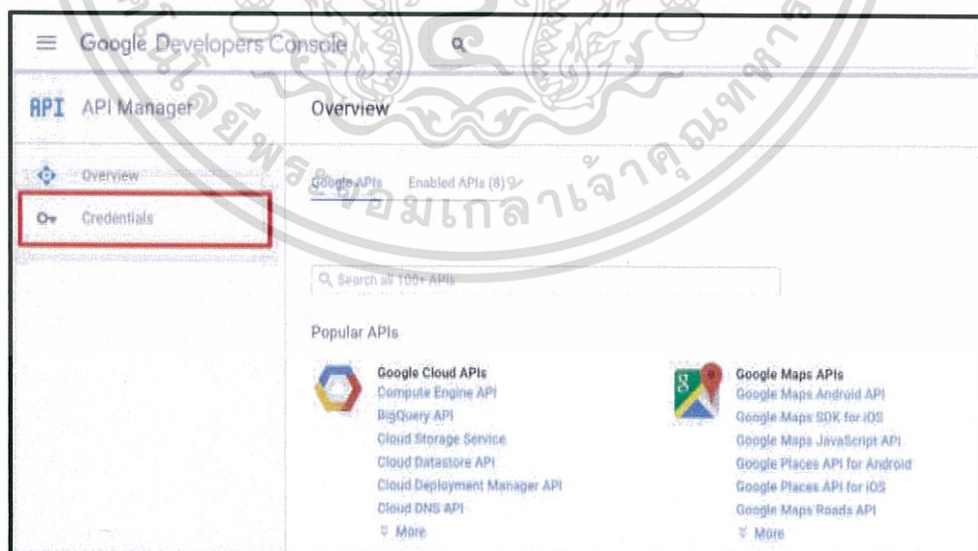 Google Developers Console
API API Manager
Overview
Overview
Credentials
Google APIs Enabled APIs (8)
Search all 100+ APIs
Popular APIs
Google Cloud APIs
Compute Engine API
BigQuery API
Cloud Storage Service
Cloud Datastore API
Cloud Deployment Manager API
Cloud DNS API
More
Google Maps APIs
Google Maps Android API
Google Maps SDK for iOS
Google Maps JavaScript API
Google Places API for Android
Google Places API for iOS
Google Maps Roads API
More